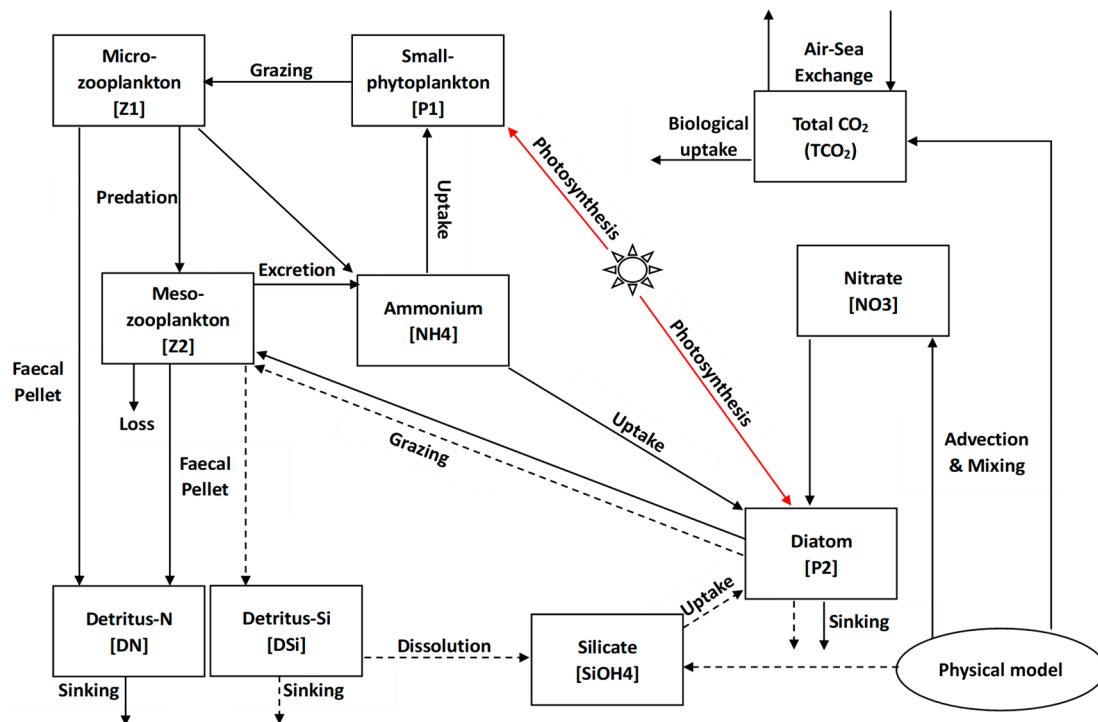 Micro-
zooplankton
[Z1]
Grazing
Small-
phytoplankton
[P1]
Air-Sea
Exchange
Biological
uptake
Total CO₂
(TCO₂)
Photosynthesis
Predation
Uptake
Excretion
Meso-
zooplankton
[Z2]
Ammonium
[NH4]
Nitrate
[NO3]
Photosynthesis
Faecal
Pellet
Loss
Grazing
Uptake
Advection
& Mixing
Faecal
Pellet
Diatom
[P2]
Uptake
Sinking
Detritus-N
[DN]
Detritus-Si
[DSi]
Dissolution
Silicate
[SiOH4]
Physical model
Sinking
Sinking